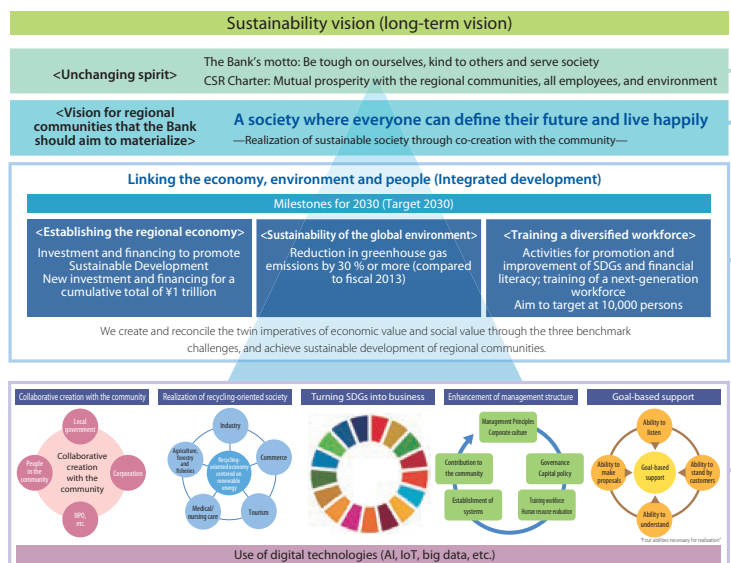 Sustainability vision (long-term vision)
<Unchanging spirit>
The Bank's motto: Be tough on ourselves, kind to others and serve society
CSR Charter: Mutual prosperity with the regional communities, all employees, and environment
<Vision for regional
communities that the Bank
should aim to materialize>
A society where everyone can define their future and live happily
—Realization of sustainable society through co-creation with the community—
Linking the economy, environment and people (Integrated development)
Milestones for 2030 (Target 2030)
<Establishing the regional economy>
Investment and financing to promote
Sustainable Development
New investment and financing for a
cumulative total of ¥1 trillion
<Sustainability of the global environment>
Reduction in greenhouse gas
emissions by 30 % or more (compared
to fiscal 2013)
<Training a diversified workforce>
Activities for promotion and
improvement of SDGs and financial
literacy; training of a next-generation
workforce
Aim to target at 10,000 persons
We create and reconcile the twin imperatives of economic value and social value through the three benchmark
challenges, and achieve sustainable development of regional communities.
Collaborative creation with the community
Local
government
People
in the
community
Collaborative
creation
with the
community
Corporation
NPO,
etc.
Realization of recycling-oriented society
Industry
Agriculture,
forestry
and
fisheries
Commerce
Recycling-
oriented economy
centered on
renewable
energy
Medical/
nursing care
Tourism
Turning SDGs into business
Enhancement of management structure
Management Principles
Corporate culture
Contribution to
the community
Governance
Capital policy
Establishment of
systems
Training workforce
Human resource evaluation
Goal-based support
Ability to
listen
Ability to
make
proposals
Goal-based
support
Ability to
stand by
customers
Ability to
understand
"Four abilities necessary for realization"
Use of digital technologies (AI, IoT, big data, etc.)